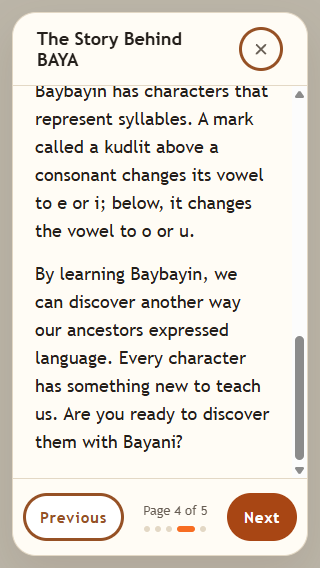 The Story Behind
BAYA
Baybayin has characters that
represent syllables. A mark
called a kudlit above a
consonant changes its vowel
to e or i; below, it changes
the vowel to o or u.
By learning Baybayin, we
can discover another way
our ancestors expressed
language. Every character
has something new to teach
us. Are you ready to discover
them with Bayani?
Previous
Page 4 of 5
Next